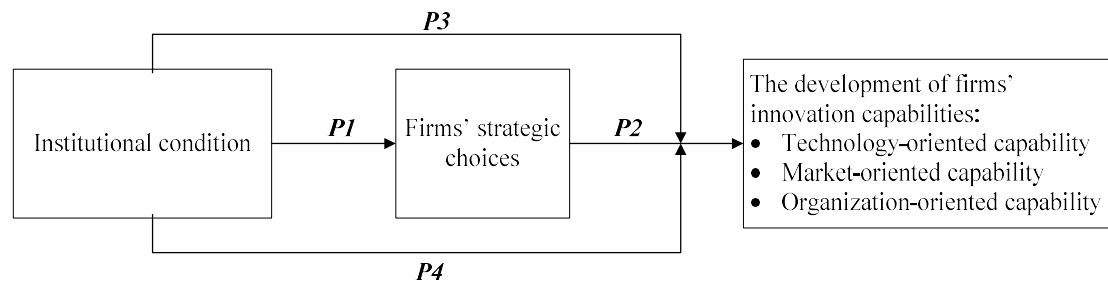 P3
Institutional condition
P1
Firms’ strategic
choices
P2
The development of firms’
innovation capabilities:
● Technology-oriented capability
● Market-oriented capability
● Organization-oriented capability
P4